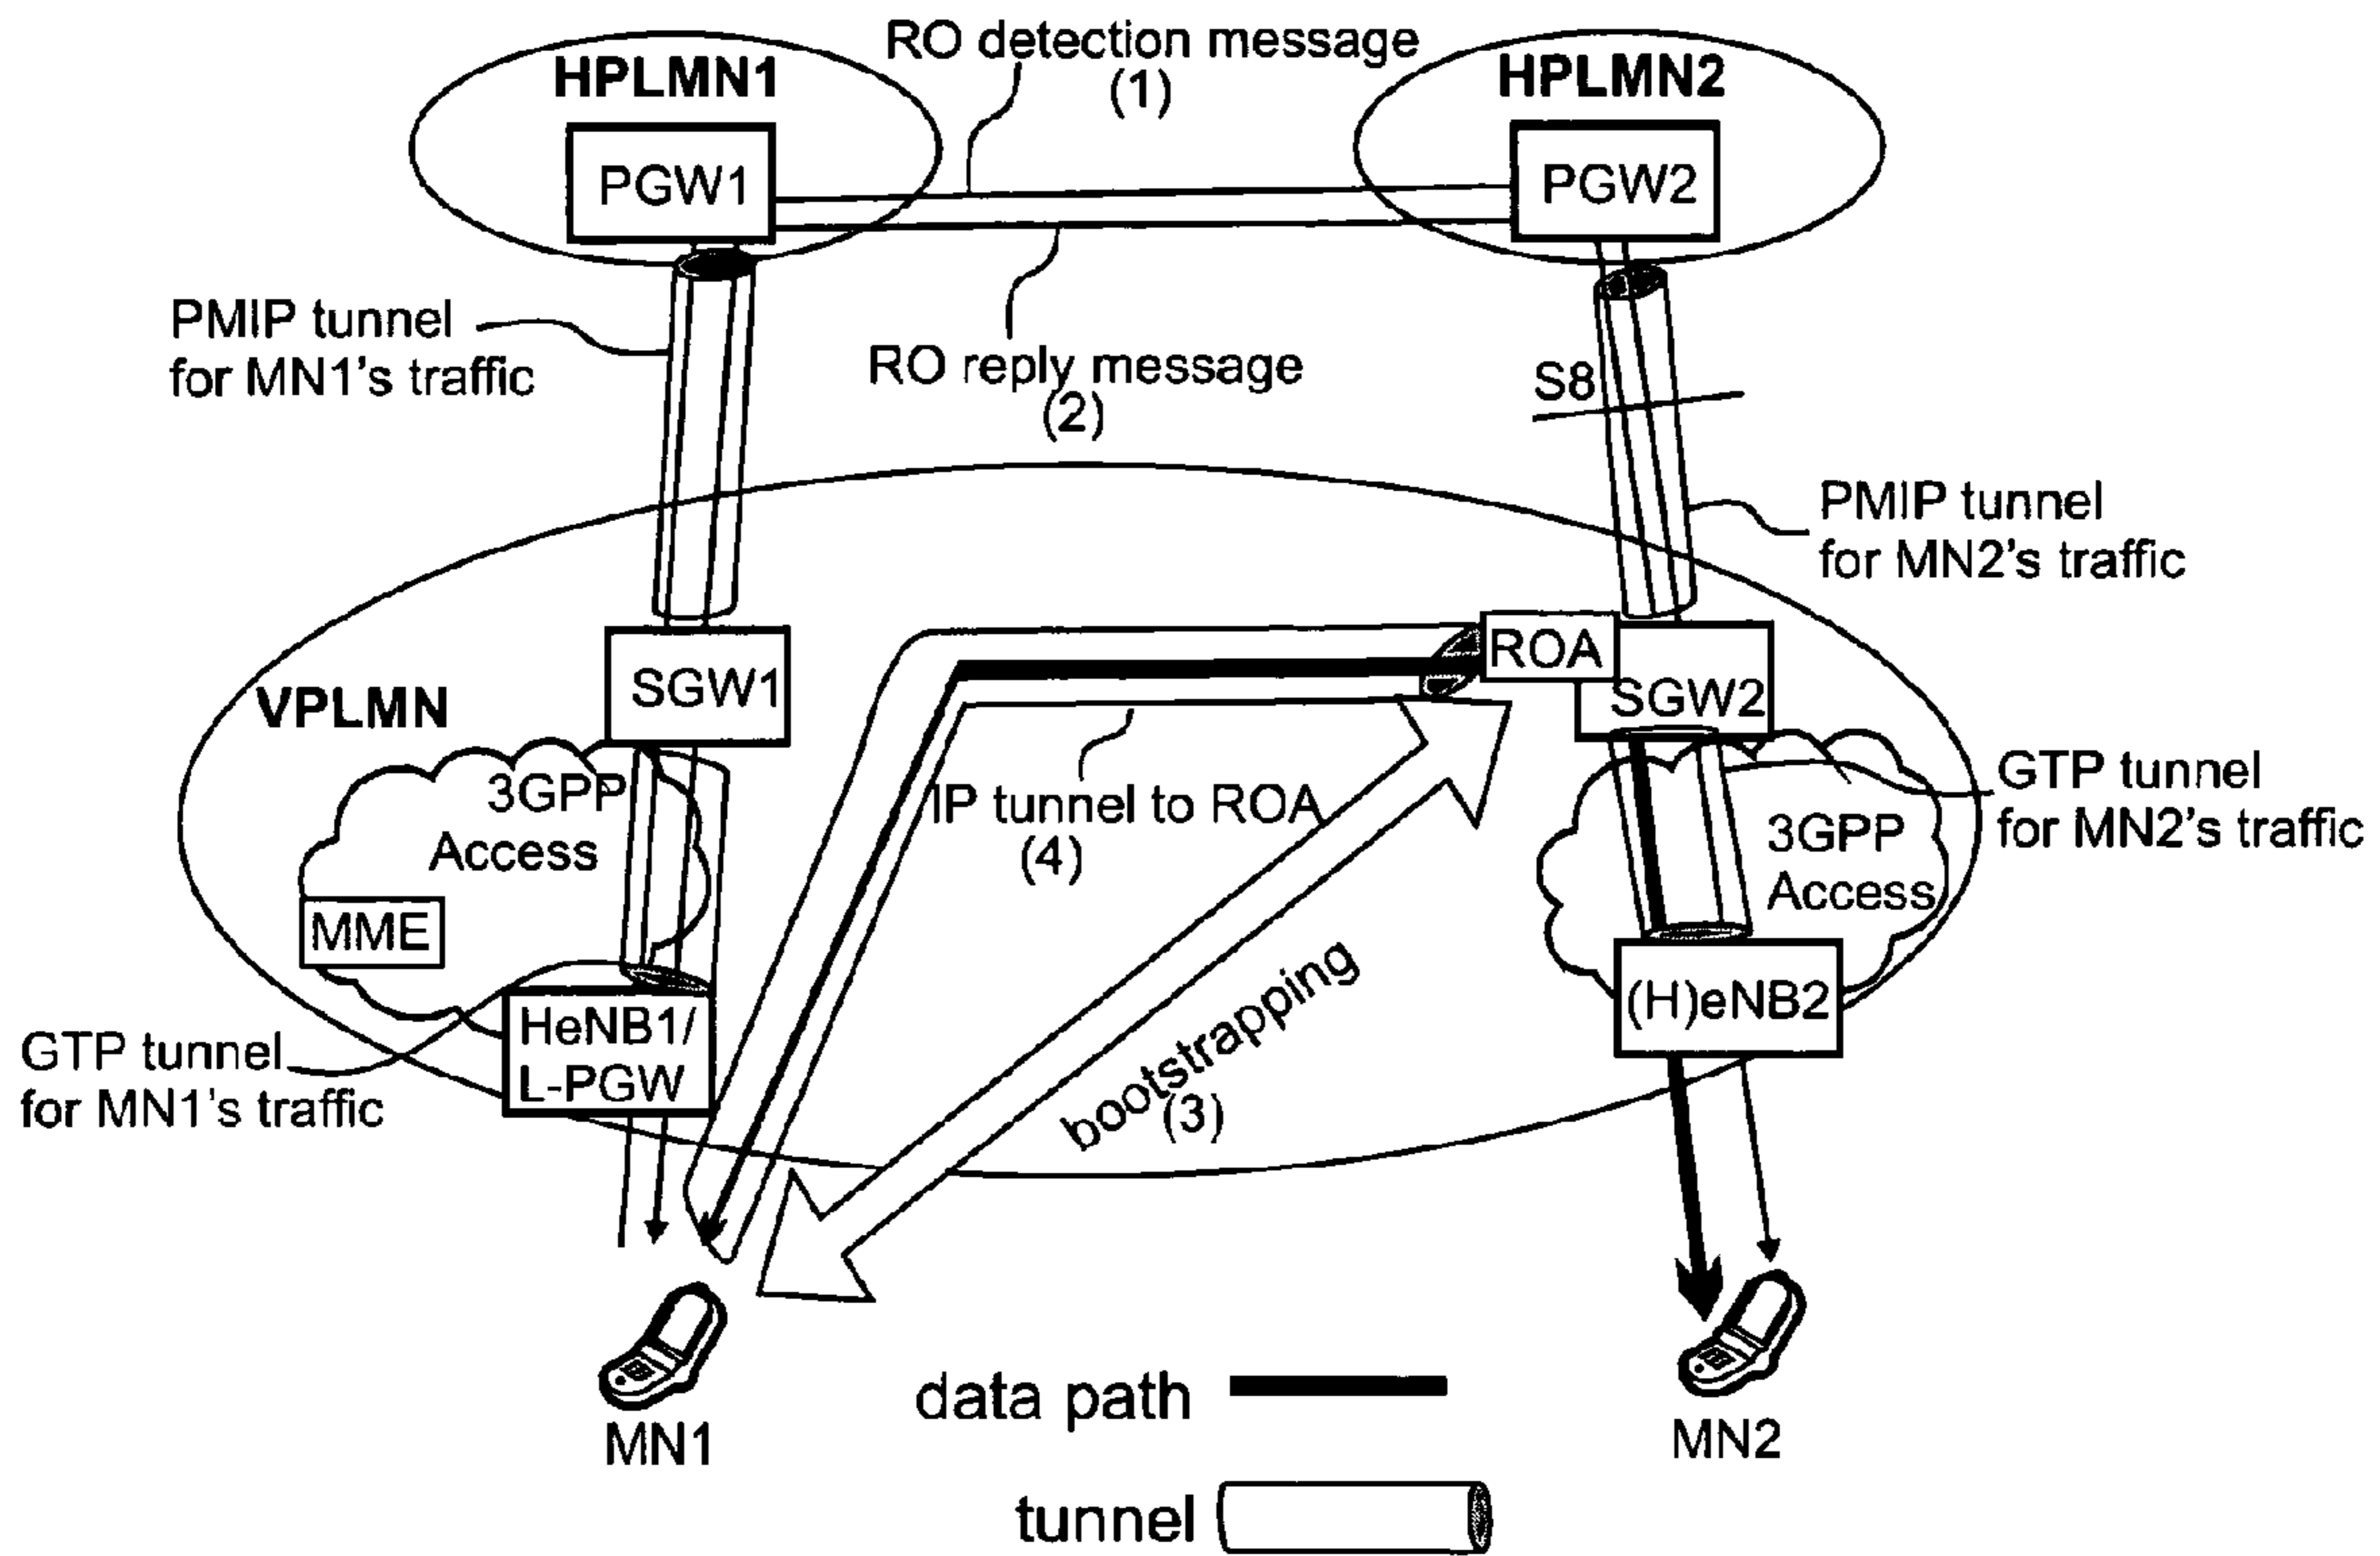 RO detection message
(1)
HPLMN1
HPLMN2
PGW1
PGW2
PMIP tunnel
for MN1's traffic
RO reply message
(2)
S8
PMIP tunnel
for MN2's traffic
ROA
SGW1
SGW2
VPLMN
3GPP
Access
IP tunnel to ROA
(4)
GTP tunnel
for MN2's traffic
3GPP
Access
MME
(H)eNB2
HeNB1/
L-PGW
GTP tunnel
for MN1's traffic
bootstrapping
(3)
MN1
MN2
data path
tunnel